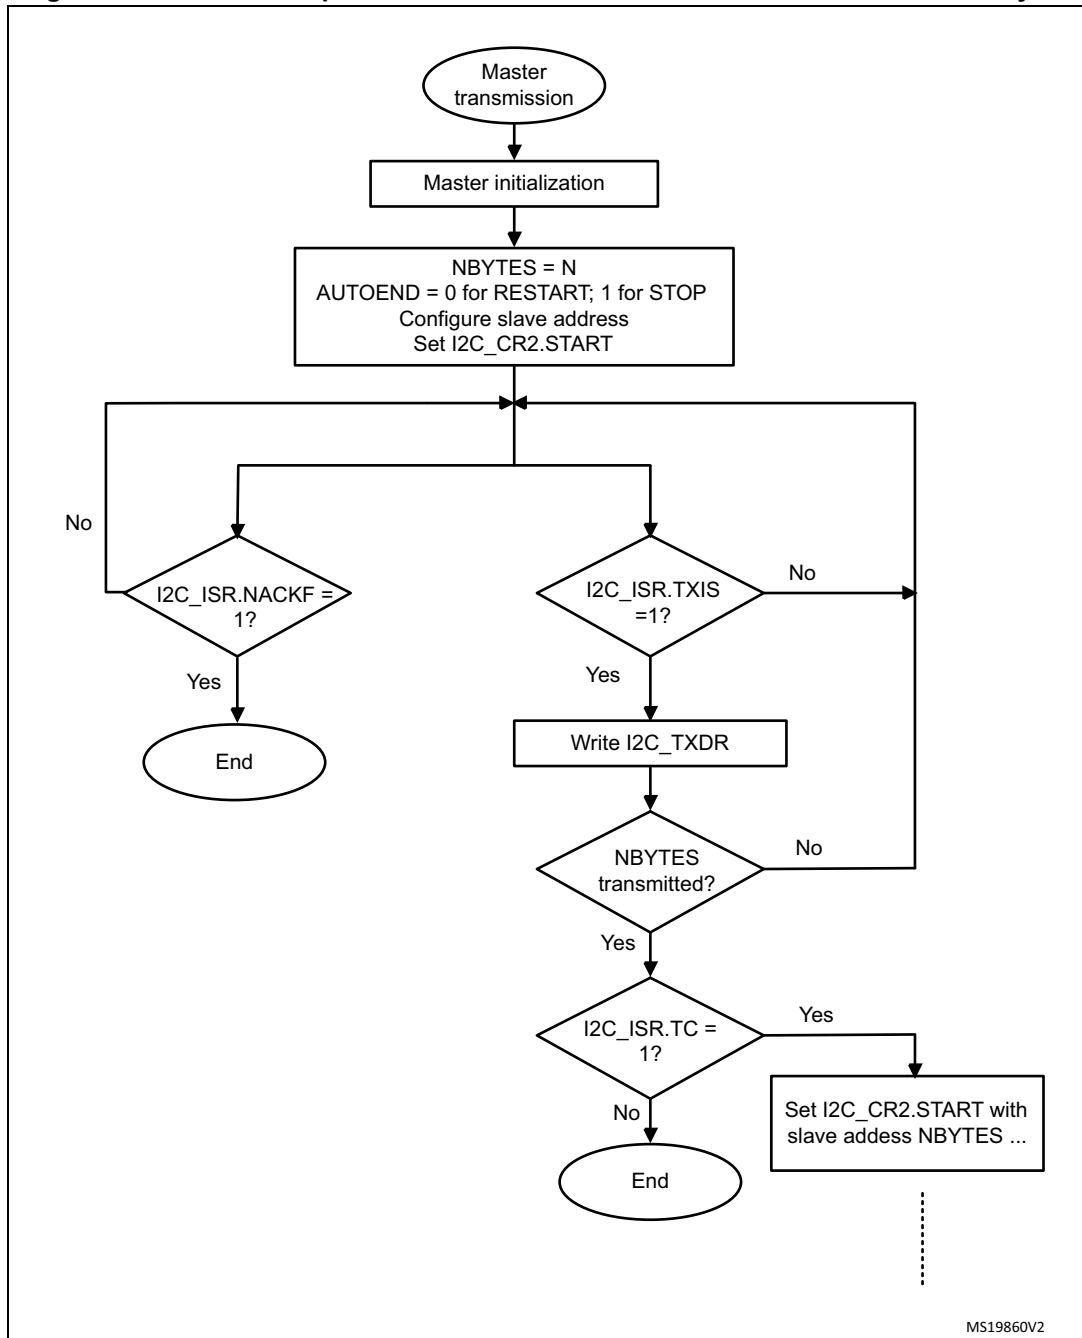 Master
transmission
Master initialization
NBYTES = N
AUTOEND = 0 for RESTART; 1 for STOP
Configure slave address
Set I2C_CR2.START
No
I2C_ISR.NACKF =
1?
Yes
End
I2C_ISR.TXIS
=1?
No
Yes
Write I2C_TXDR
NBYTES
transmitted?
No
Yes
I2C_ISR.TC =
1?
Yes
No
Set I2C_CR2.START with
slave addess NBYTES ...
End
MS19860V2